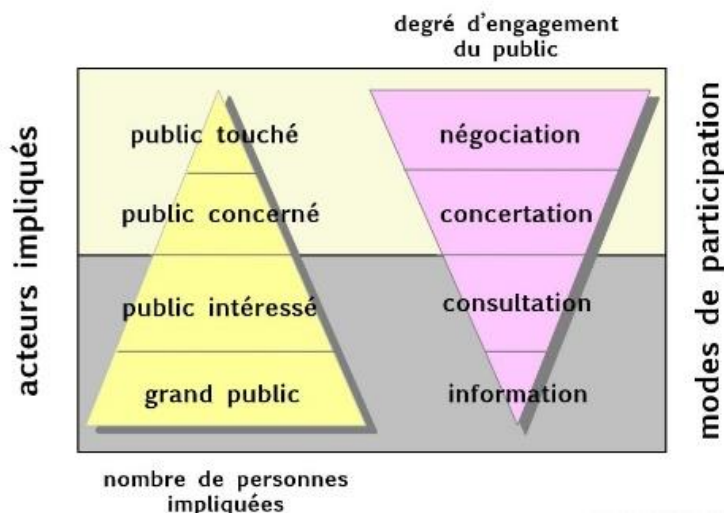 degré d'engagement
du public
acteurs impliqués
public touché
public concerné
public intéressé
grand public
négociation
concertation
consultation
information
modes de participation
nombre de personnes
impliquées